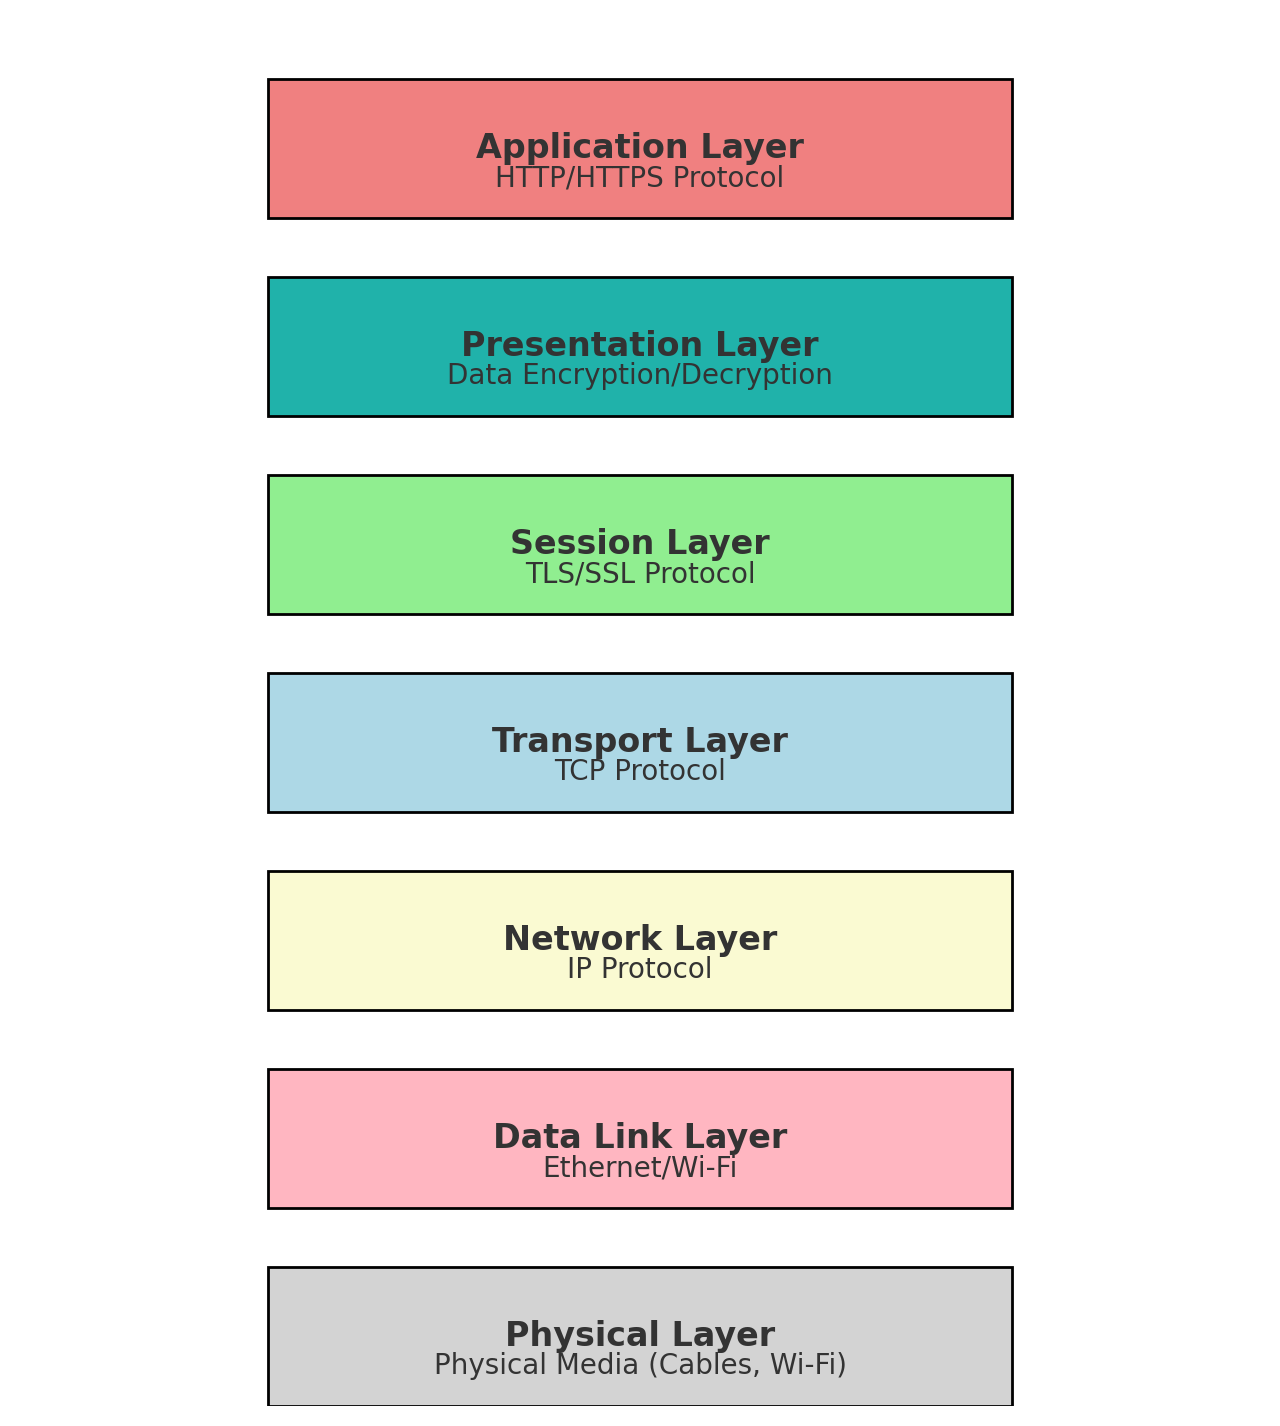 Application Layer
HTTP/HTTPS Protocol
Presentation Layer
Data Encryption/Decryption
Session Layer
TLS/SSL Protocol
Transport Layer
TCP Protocol
Network Layer
IP Protocol
Data Link Layer
Ethernet/Wi-Fi
Physical Layer
Physical Media (Cables, Wi-Fi)